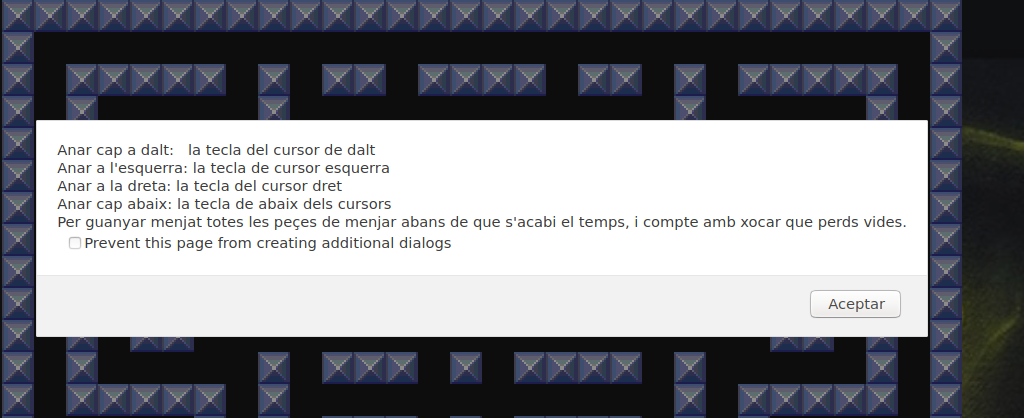 Anar cap a dalt:   la tecla del cursor de dalt
Anar a l'esquerra: la tecla de cursor esquerra
Anar a la dreta: la tecla del cursor dret
Anar cap abaix: la tecla de abaix dels cursors
Per guanyar menjat totes les peçes de menjar abans de que s'acabi el temps, i compte amb xocar que perds vides.
Prevent this page from creating additional dialogs
Aceptar